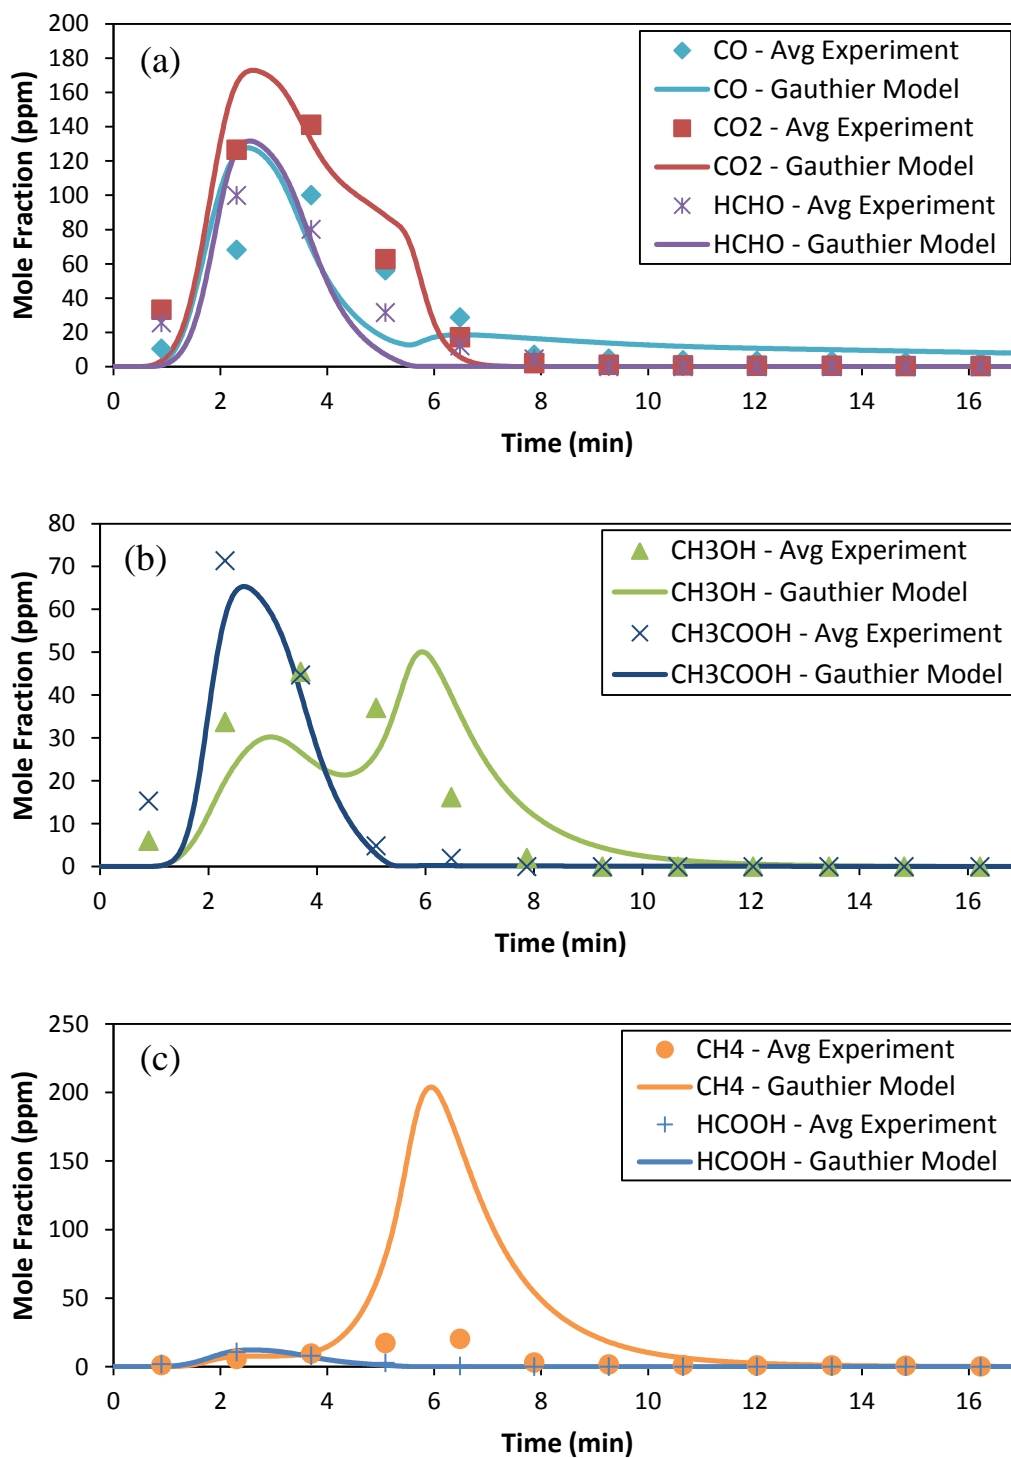 (a)
Mole Fraction (ppm)
200
180
160
140
120
100
80
60
40
20
0
CO - Avg Experiment
CO - Gauthier Model
CO2 - Avg Experiment
CO2 - Gauthier Model
HCHO - Avg Experiment
HCHO - Gauthier Model
0 2 4 6 8 10 12 14 16
Time (min)
(b)
Mole Fraction (ppm)
80
70
60
50
40
30
20
10
0
CH3OH - Avg Experiment
CH3OH - Gauthier Model
CH3COOH - Avg Experiment
CH3COOH - Gauthier Model
0 2 4 6 8 10 12 14 16
Time (min)
(c)
Mole Fraction (ppm)
250
200
150
100
50
0
CH4 - Avg Experiment
CH4 - Gauthier Model
HCOOH - Avg Experiment
HCOOH - Gauthier Model
0 2 4 6 8 10 12 14 16
Time (min)